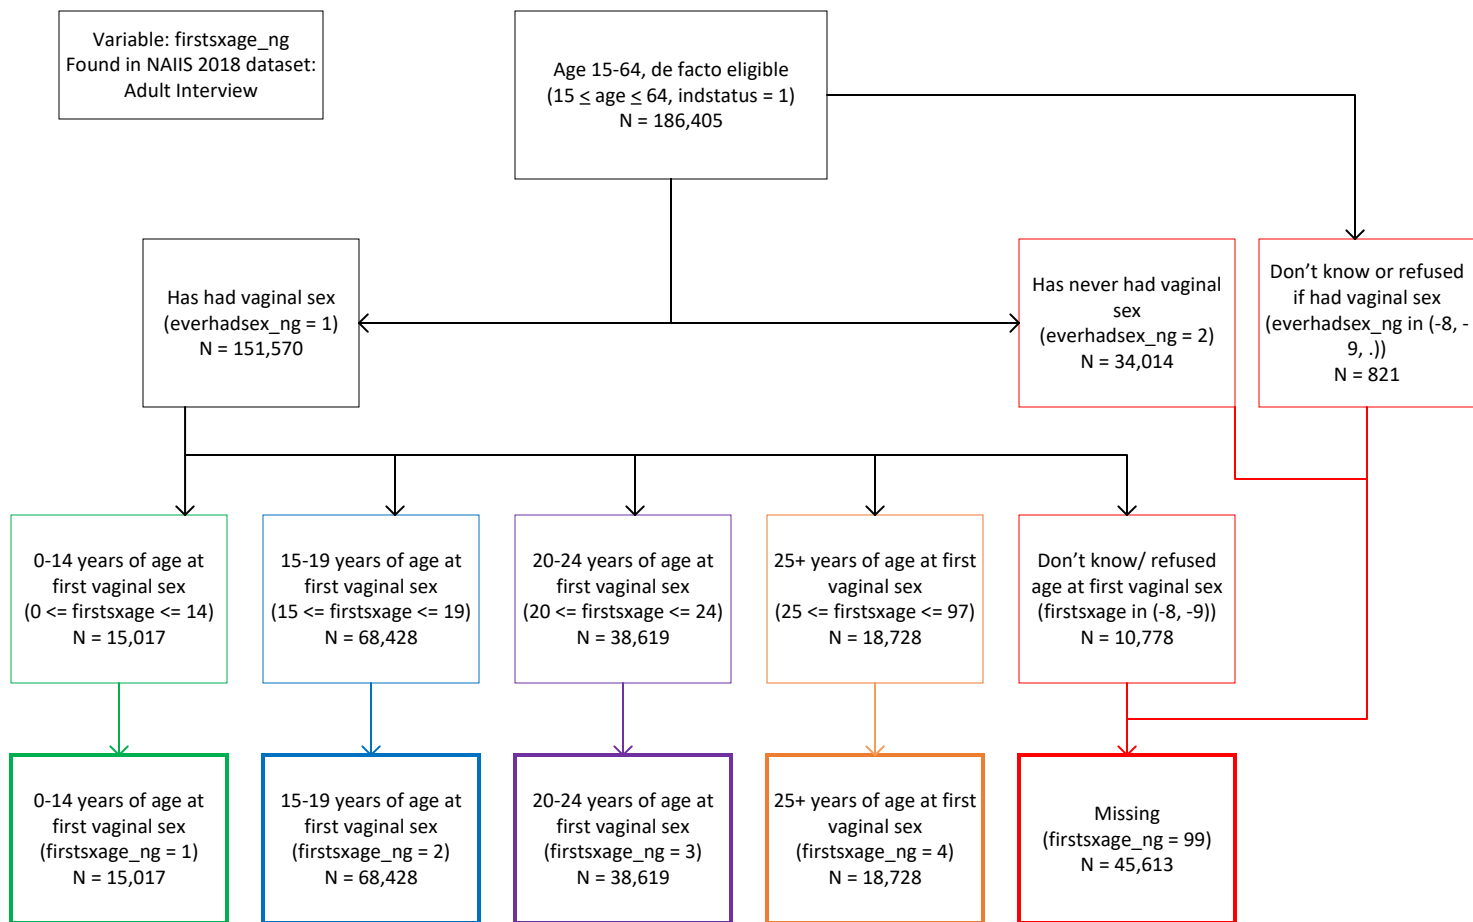 Variable: firstsxage_ng
Found in NAIIS 2018 dataset:
Adult Interview
Age 15-64, de facto eligible
(15 ≤ age ≤ 64, indstatus = 1)
N = 186,405
Has had vaginal sex
(everhadsex_ng = 1)
N = 151,570
Has never had vaginal
sex
(everhadsex_ng = 2)
N = 34,014
Don’t know or refused
if had vaginal sex
(everhadsex_ng in (-8, -
9, .))
N = 821
0-14 years of age at
first vaginal sex
(0 <= firstsxage <= 14)
N = 15,017
15-19 years of age at
first vaginal sex
(15 <= firstsxage <= 19)
N = 68,428
20-24 years of age at
first vaginal sex
(20 <= firstsxage <= 24)
N = 38,619
25+ years of age at first
vaginal sex
(25 <= firstsxage <= 97)
N = 18,728
Don’t know/ refused
age at first vaginal sex
(firstsxage in (-8, -9))
N = 10,778
0-14 years of age at
first vaginal sex
(firstsxage_ng = 1)
N = 15,017
15-19 years of age at
first vaginal sex
(firstsxage_ng = 2)
N = 68,428
20-24 years of age at
first vaginal sex
(firstsxage_ng = 3)
N = 38,619
25+ years of age at first
vaginal sex
(firstsxage_ng = 4)
N = 18,728
Missing
(firstsxage_ng = 99)
N = 45,613